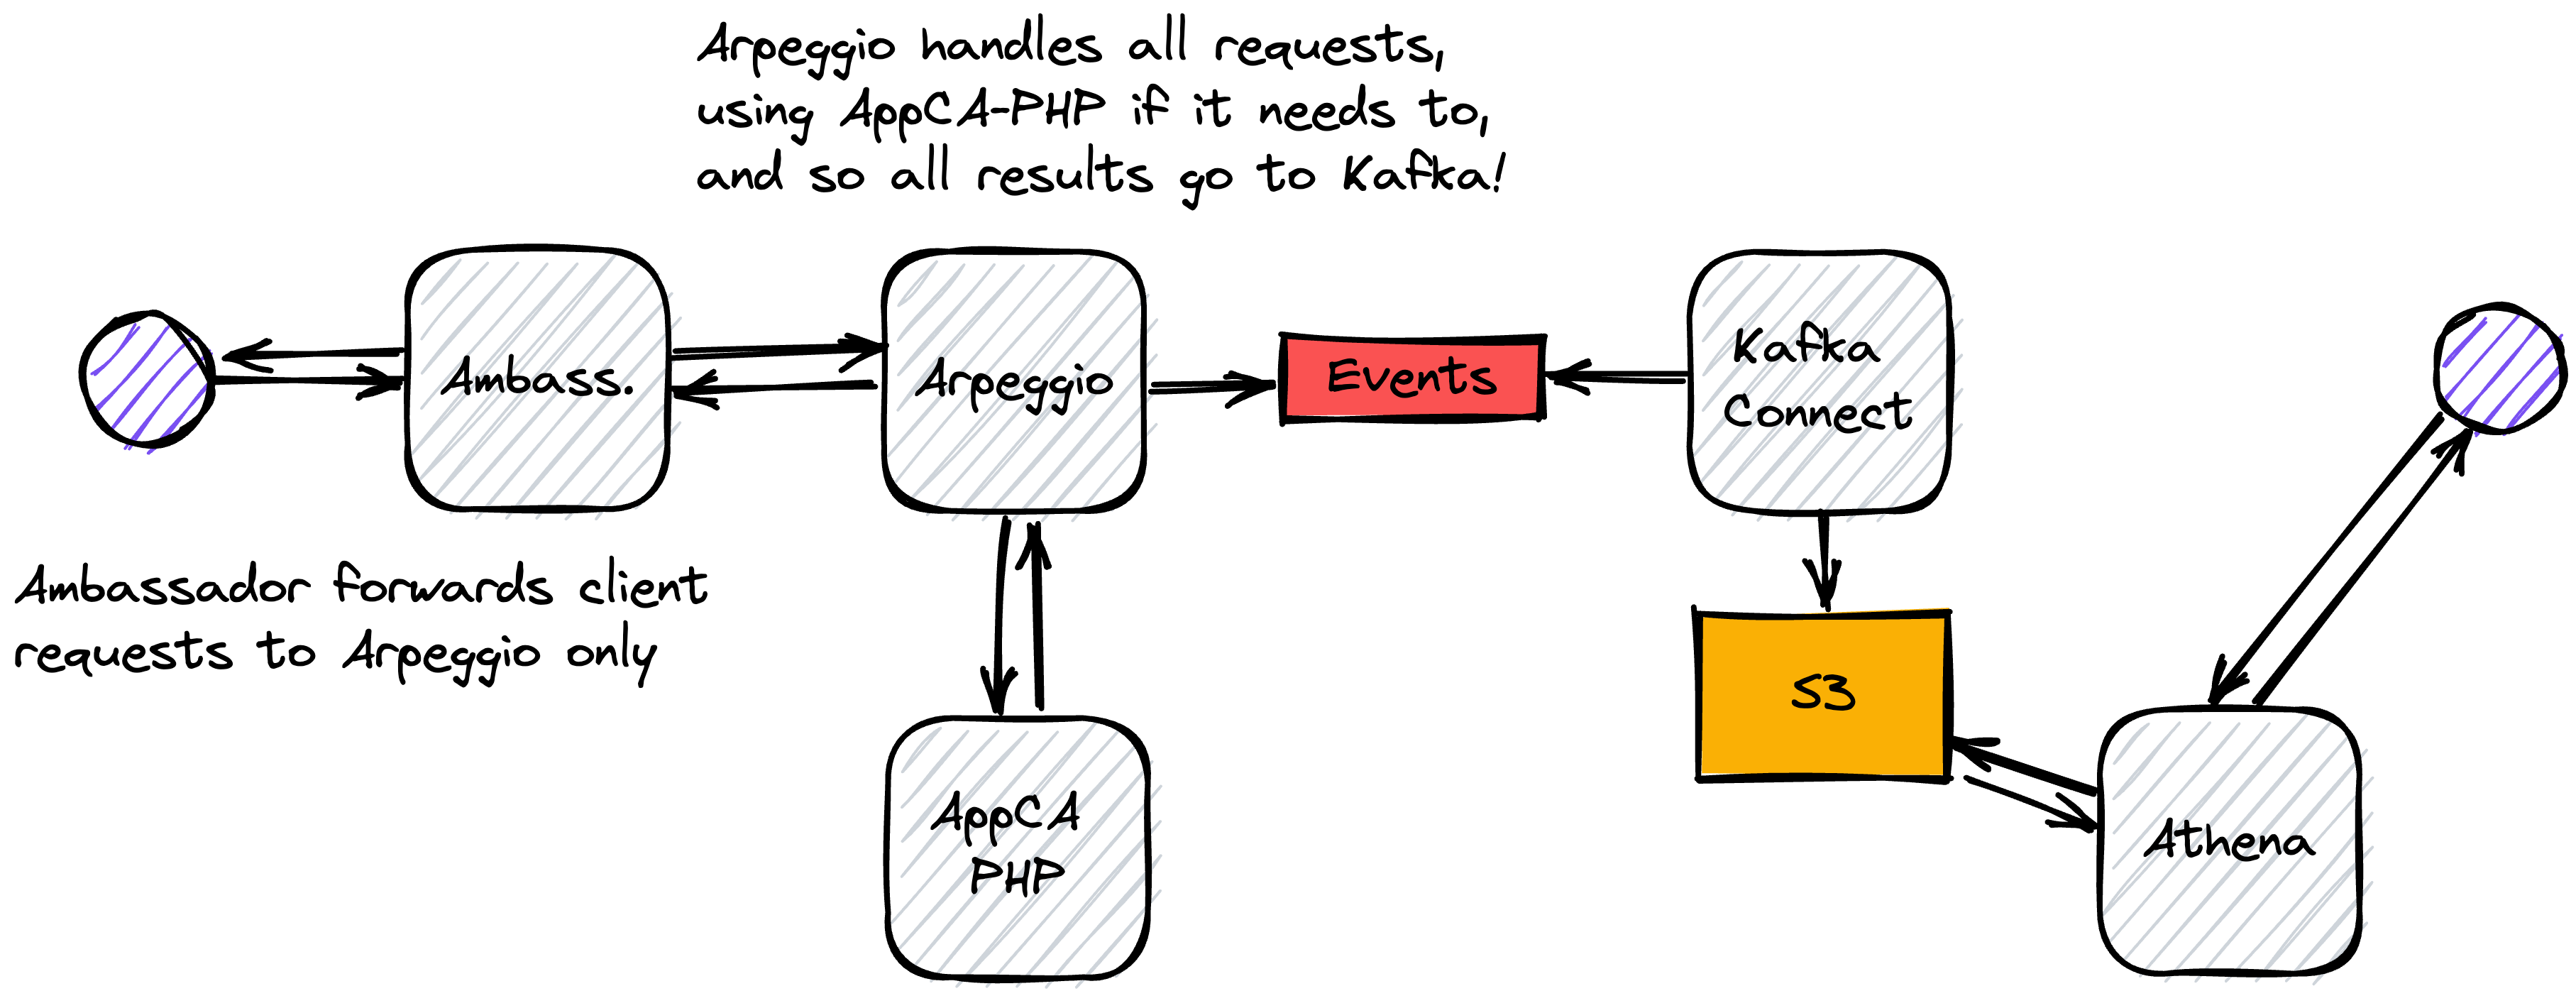 Arpeggio handles all requests,
using AppCA-PHP if it needs to,
and so all results go to Kafka!
Ambass.
Arpeggio
Events
Kafka
Connect
Ambassador forwards client
requests to Arpeggio only
S3
AppCA
PHP
Athena